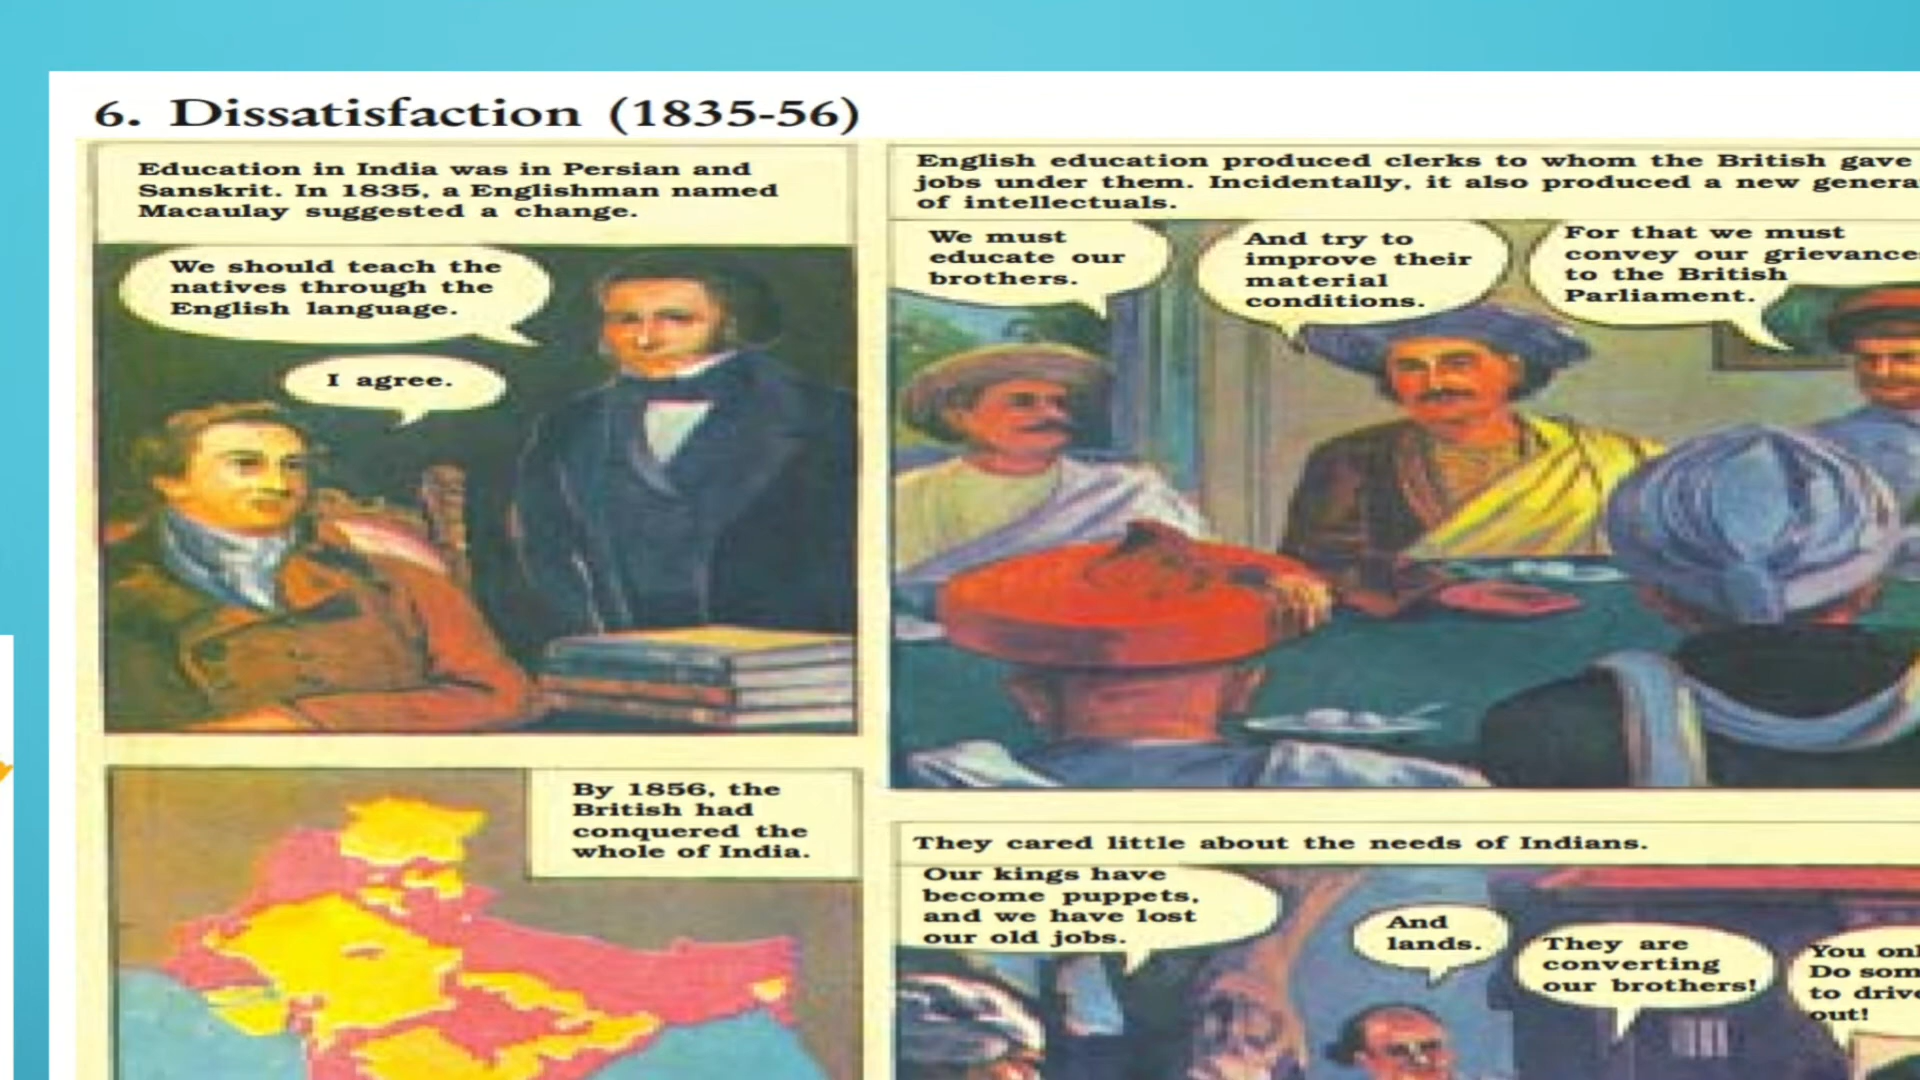 6. Dissatisfaction (1835-56)
Education in India was in Persian and
Sanskrit. In 1835, a Englishman named
Macaulay suggested a change.
We should teach the
natives through the
English language.
I agree.
English education produced clerks to whom the British gave
jobs under them. Incidentally, it also produced a new
of intellectuals.
We must
educate our
brothers.
And try to
improve their
material
conditions.
For that we must
convey our
to the British
Parliament.
By 1856, the
British had
conquered the
whole of India.
They cared little about the needs of Indians.
Our kings have
become puppets,
and we have lost
our old jobs.
And
lands.
They are
converting
our brothers!
You
Do
to
out!